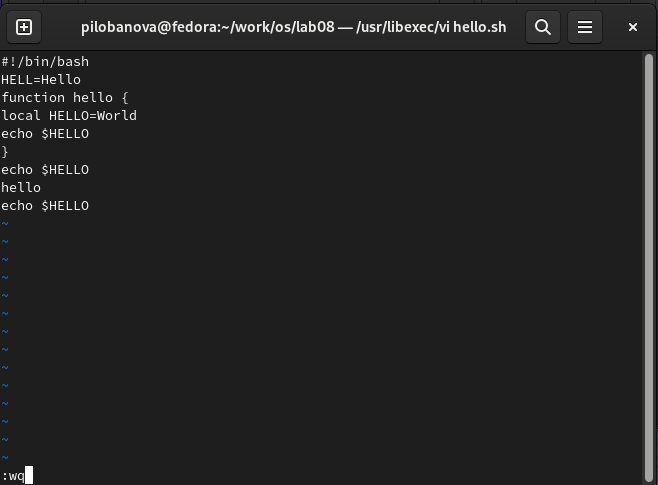 pilobanova@fedora:~/work/os/lab08 — /usr/libexec/vi hello.sh
#!/bin/bash
HELL=Hello
function hello {
local HELLO=World
echo $HELLO
}
echo $HELLO
hello
echo $HELLO
~
~
~
~
~
~
~
~
~
~
~
~
~
~
:wq